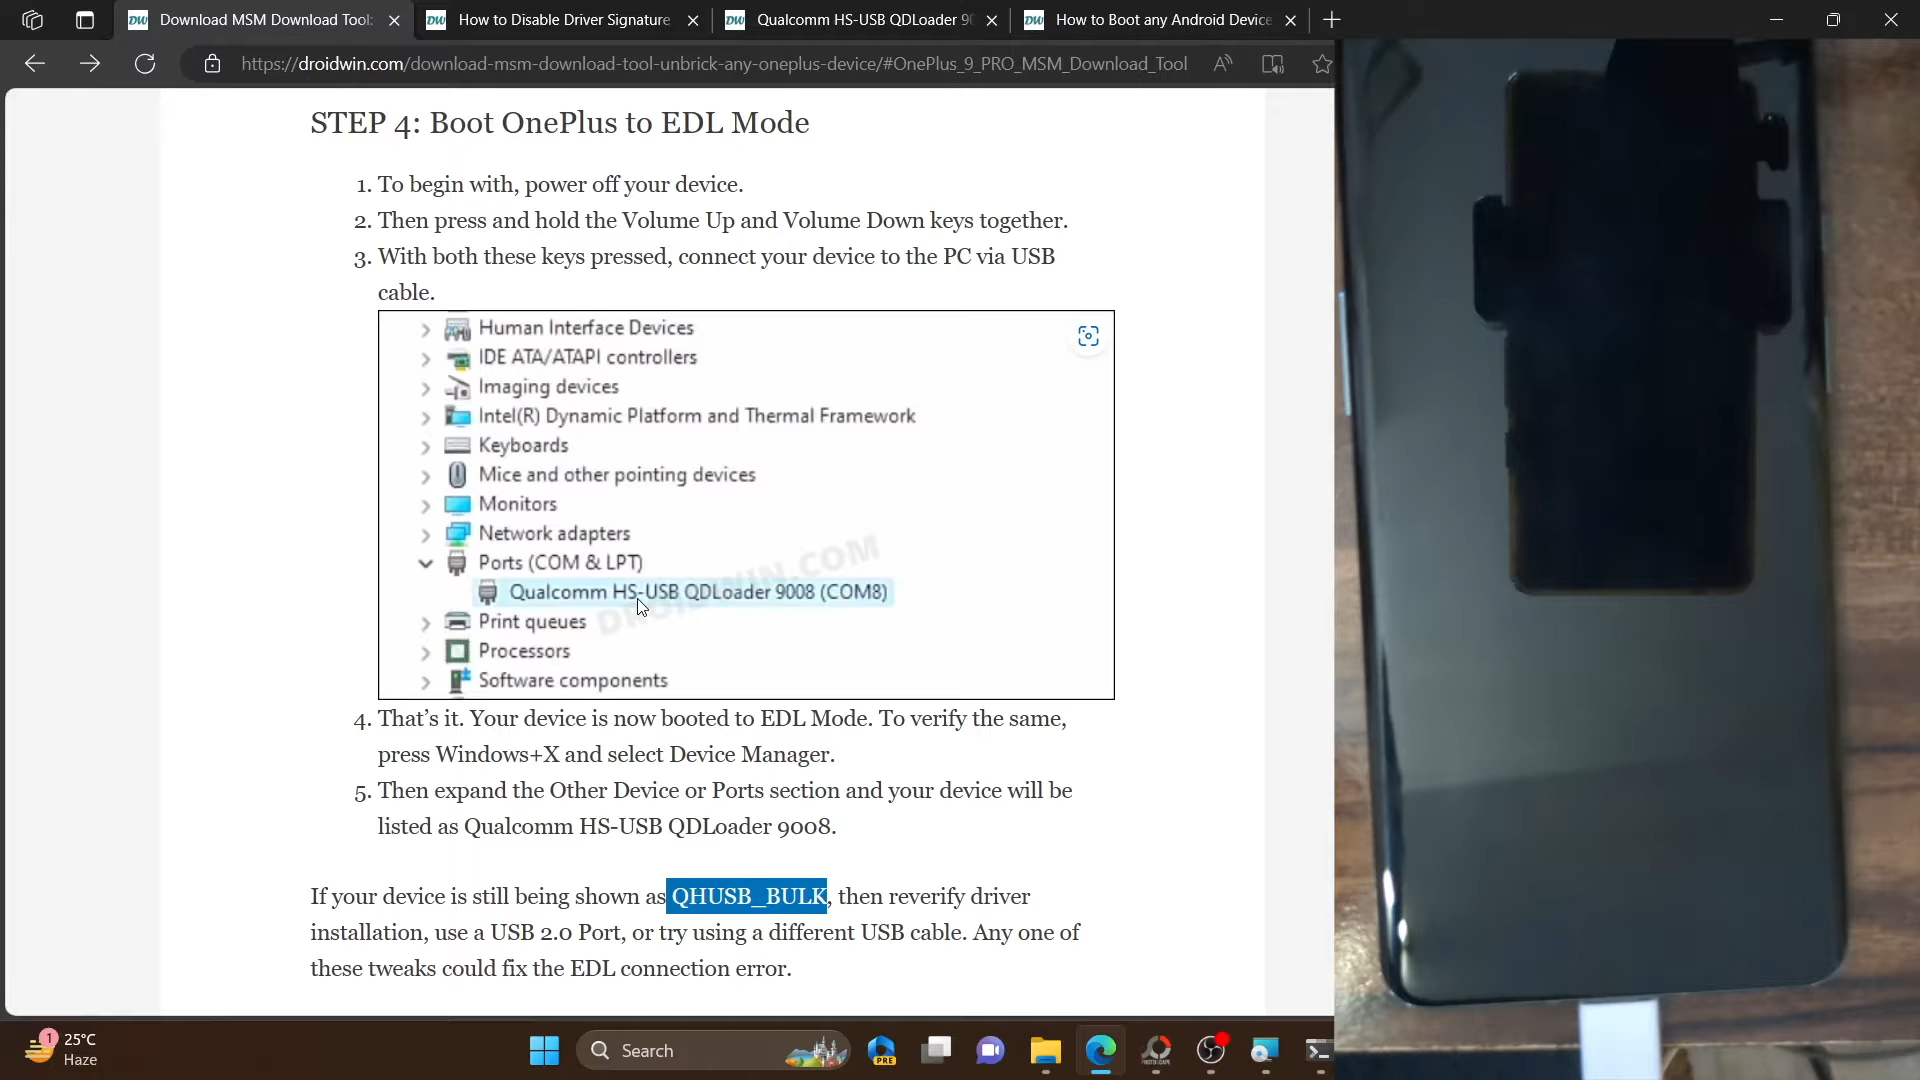 Download MSM Download Tool:
How to Disable Driver Signature
Qualcomm HS-USB QDLoader 90
How to Boot any Android Device
https://droidwin.com/download-msm-download-tool-unbrick-any-oneplus-device/#OnePlus_9_PRO_MSM_Download_Tool
STEP 4: Boot OnePlus to EDL Mode
1. To begin with, power off your device.
2. Then press and hold the Volume Up and Volume Down keys together.
3. With both these keys pressed, connect your device to the PC via USB
cable.
Human Interface Devices
IDE ATA/ATAPI controllers
Imaging devices
Intel(R) Dynamic Platform and Thermal Framework
Keyboards
Mice and other pointing devices
Monitors
Network adapters
Ports (COM & LPT)
Qualcomm HS-USB QDLoader 9008 (COM8)
DROIDWIN.COM
Print queues
Processors
Software components
4. That’s it. Your device is now booted to EDL Mode. To verify the same,
press Windows+X and select Device Manager.
5. Then expand the Other Device or Ports section and your device will be
listed as Qualcomm HS-USB QDLoader 9008.
If your device is still being shown as QHUSB_BULK, then reverify driver
installation, use a USB 2.0 Port, or try using a different USB cable. Any one of
these tweaks could fix the EDL connection error.
1
25°C
Haze
Search
PRE